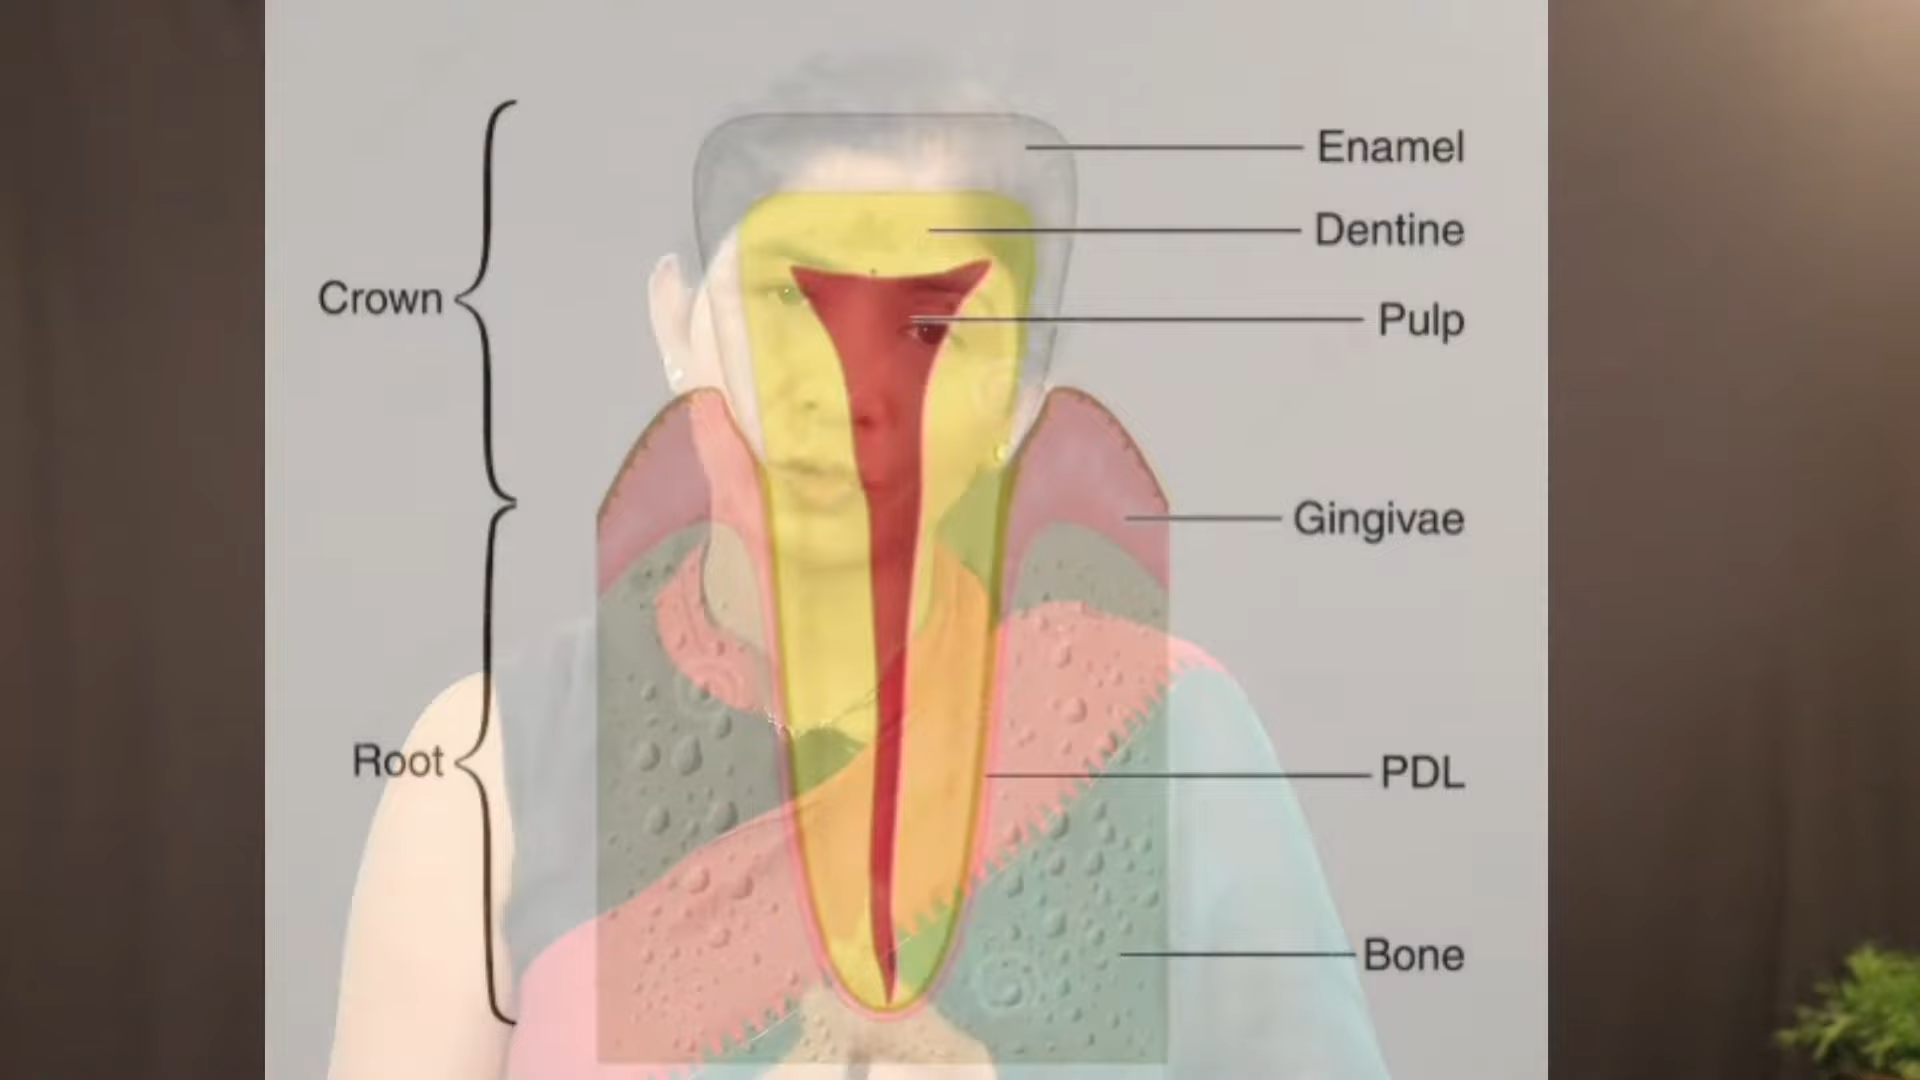 Enamel
Dentine
Crown
Pulp
Gingivae
Root
PDL
Bone